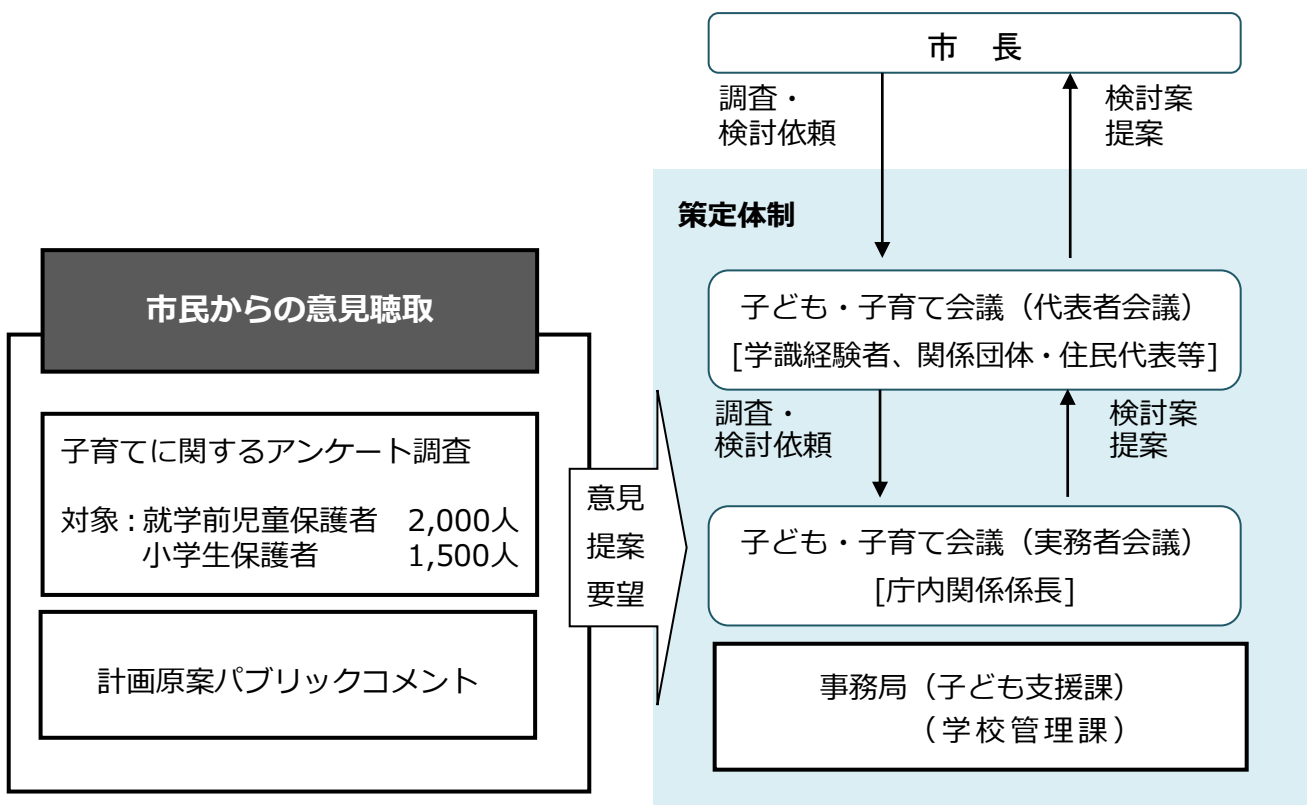 市　長
調査・
検討依頼
検討案
提案
策定体制
子ども・子育て会議（代表者会議）
[学識経験者、関係団体・住民代表等]
調査・
検討依頼
検討案
提案
子ども・子育て会議（実務者会議）
[庁内関係係長]
事務局（子ども支援課）
（学校管理課）
市民からの意見聴取
子育てに関するアンケート調査
対象：就学前児童保護者　2,000人
小学生保護者　1,500人
計画原案パブリックコメント
意見
提案
要望